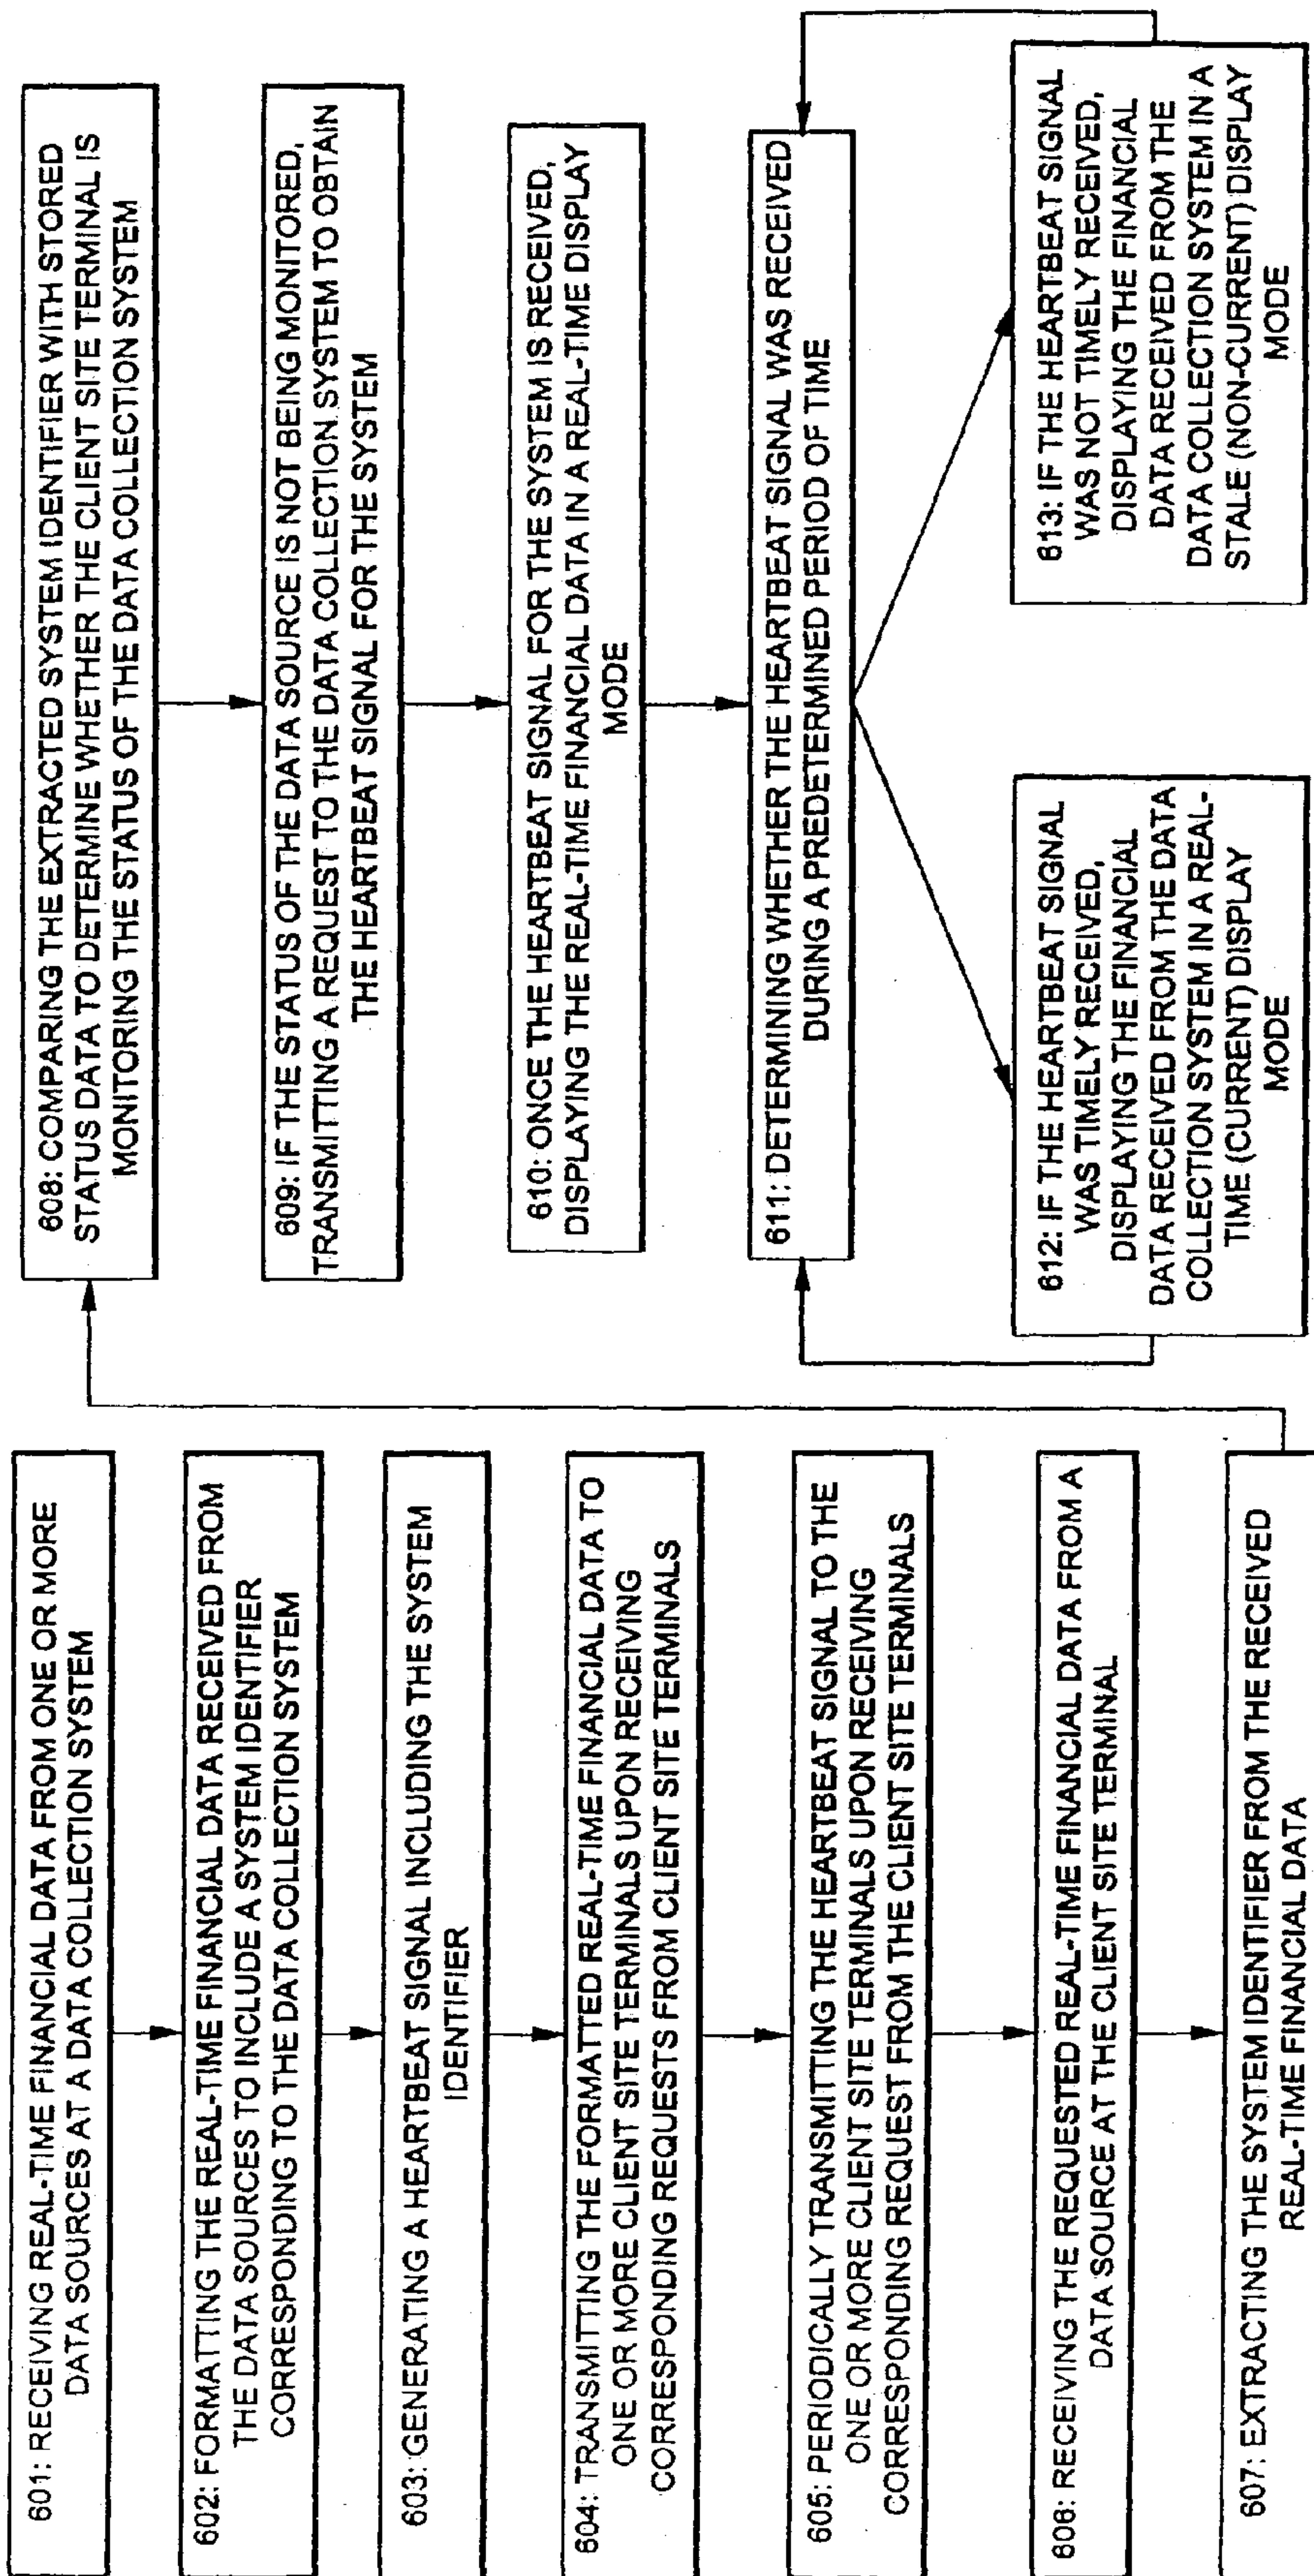 601: RECEIVING REAL-TIME FINANCIAL DATA FROM ONE OR MORE
DATA SOURCES AT A DATA COLLECTION SYSTEM
602: FORMATTING THE REAL-TIME FINANCIAL DATA RECEIVED FROM
THE DATA SOURCES TO INCLUDE A SYSTEM IDENTIFIER
CORRESPONDING TO THE DATA COLLECTION SYSTEM
603: GENERATING A HEARTBEAT SIGNAL INCLUDING THE SYSTEM
IDENTIFIER
604: TRANSMITTING THE FORMATTED REAL-TIME FINANCIAL DATA TO
ONE OR MORE CLIENT SITE TERMINALS UPON RECEIVING
CORRESPONDING REQUESTS FROM CLIENT SITE TERMINALS
605: PERIODICALLY TRANSMITTING THE HEARTBEAT SIGNAL TO THE
ONE OR MORE CLIENT SITE TERMINALS UPON RECEIVING
CORRESPONDING REQUEST FROM THE CLIENT SITE TERMINALS
606: RECEIVING THE REQUESTED REAL-TIME FINANCIAL DATA FROM A
DATA SOURCE AT THE CLIENT SITE TERMINAL
607: EXTRACTING THE SYSTEM IDENTIFIER FROM THE RECEIVED
REAL-TIME FINANCIAL DATA
608: COMPARING THE EXTRACTED SYSTEM IDENTIFIER WITH STORED
STATUS DATA TO DETERMINE WHETHER THE CLIENT SITE TERMINAL IS
MONITORING THE STATUS OF THE DATA COLLECTION SYSTEM
609: IF THE STATUS OF THE DATA SOURCE IS NOT BEING MONITORED,
TRANSMITTING A REQUEST TO THE DATA COLLECTION SYSTEM TO OBTAIN
THE HEARTBEAT SIGNAL FOR THE SYSTEM
610: ONCE THE HEARTBEAT SIGNAL FOR THE SYSTEM IS RECEIVED,
DISPLAYING THE REAL-TIME FINANCIAL DATA IN A REAL-TIME DISPLAY
MODE
611: DETERMINING WHETHER THE HEARTBEAT SIGNAL WAS RECEIVED
DURING A PREDETERMINED PERIOD OF TIME
612: IF THE HEARTBEAT SIGNAL
WAS TIMELY RECEIVED,
DISPLAYING THE FINANCIAL
DATA RECEIVED FROM THE DATA
COLLECTION SYSTEM IN A REAL-
TIME (CURRENT) DISPLAY
MODE
613: IF THE HEARTBEAT SIGNAL
WAS NOT TIMELY RECEIVED,
DISPLAYING THE FINANCIAL
DATA RECEIVED FROM THE
DATA COLLECTION SYSTEM IN A
STALE (NON-CURRENT) DISPLAY
MODE